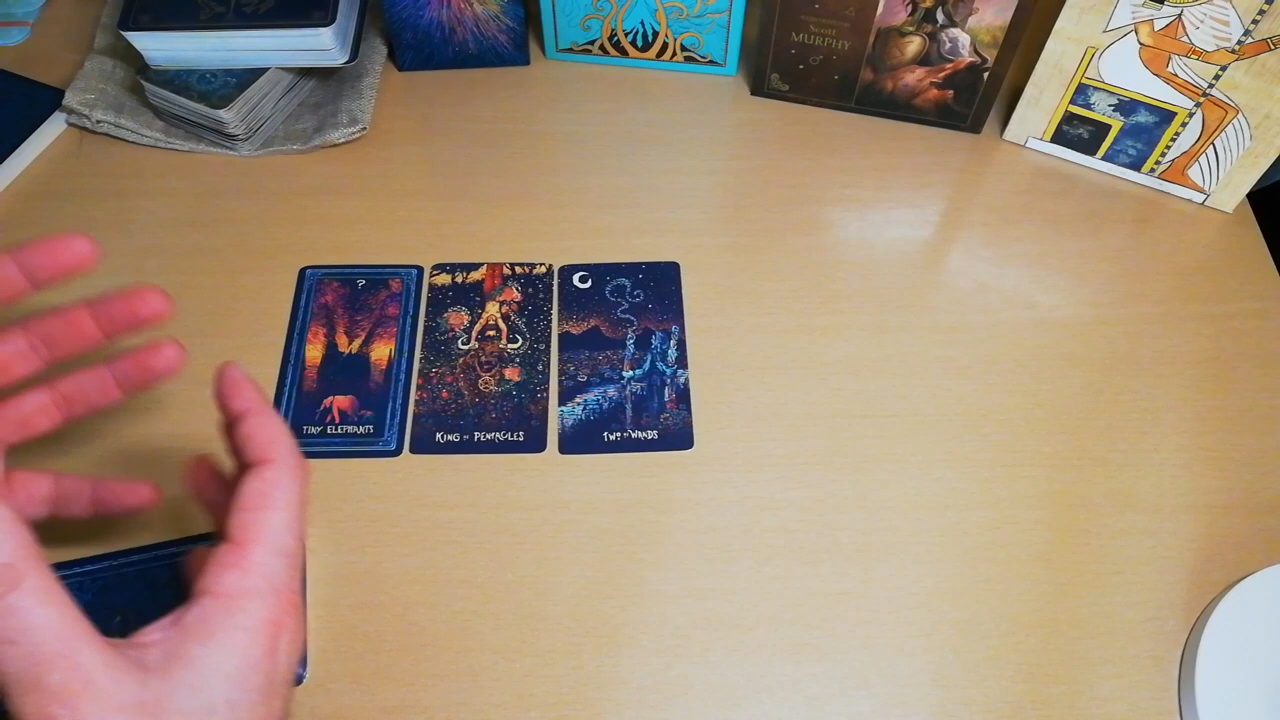 SCOTT
MURPHY
?
TINY ELEPHANTS
KING OF PENTACLES
TWO OF WANDS